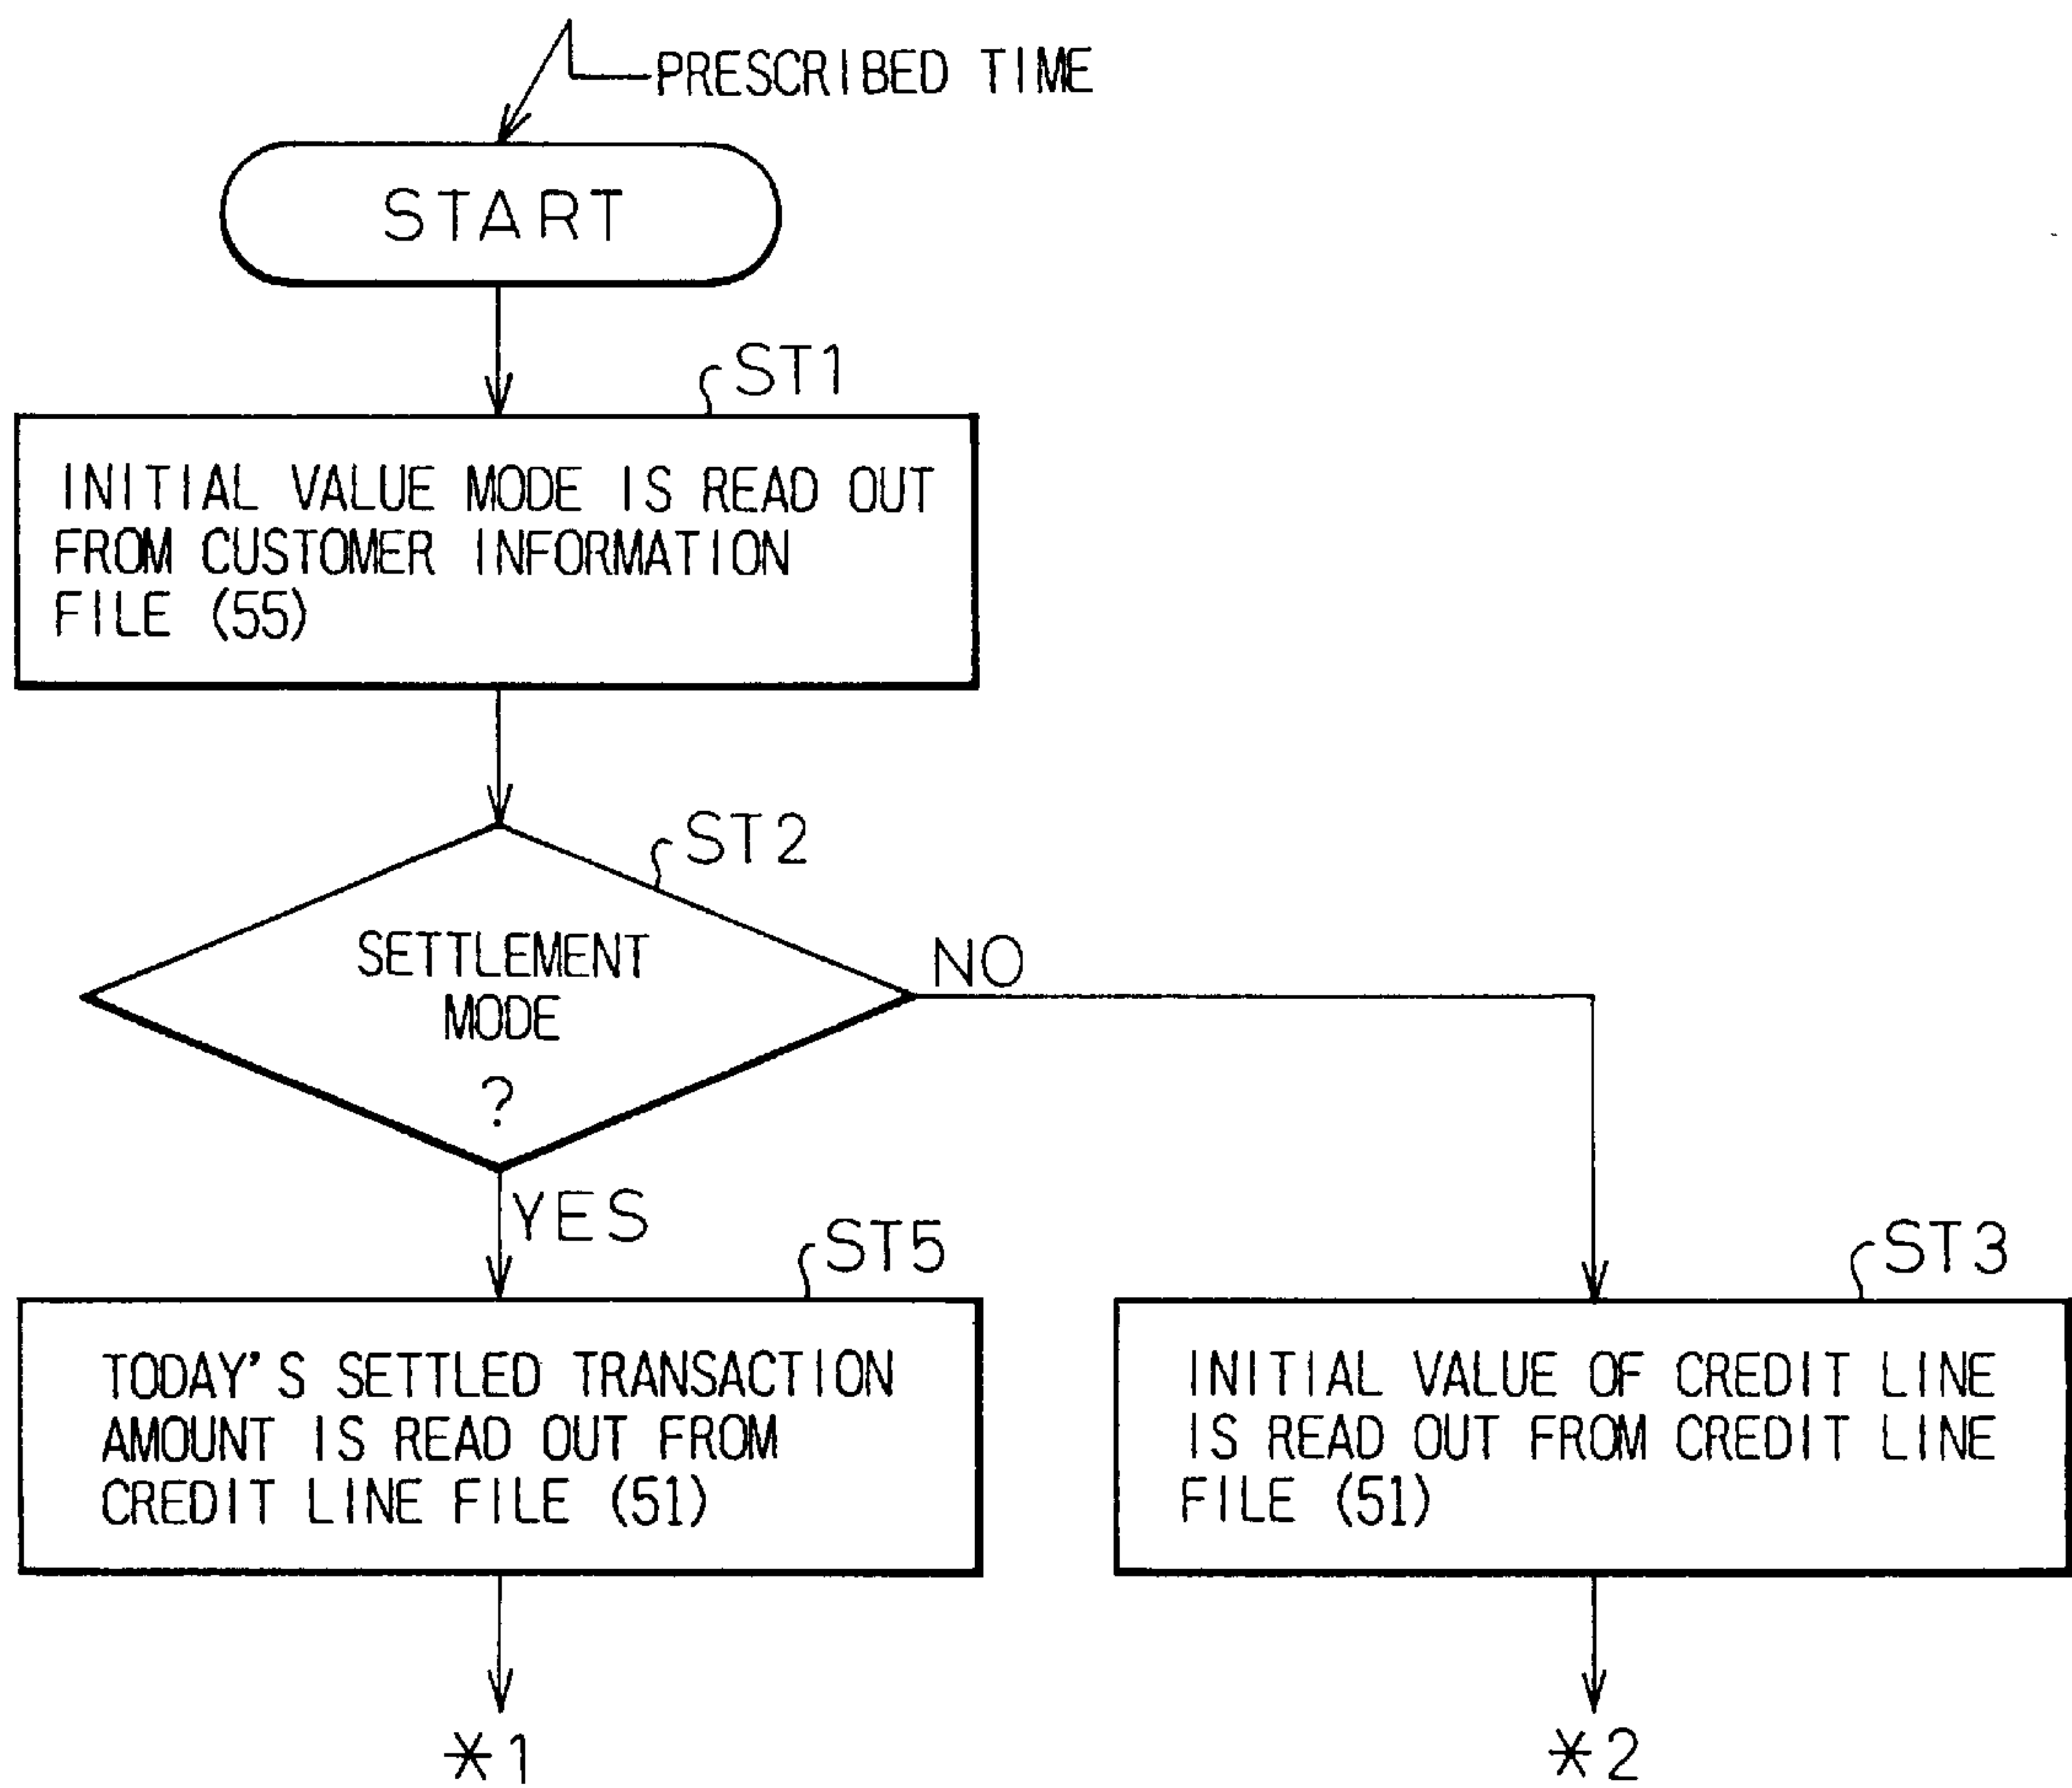 PRESCRIBED TIME
START
ST1
INITIAL VALUE MODE IS READ OUT
FROM CUSTOMER INFORMATION
FILE (55)
ST2
SETTLEMENT
MODE
?
NO
YES
ST5
TODAY'S SETTLED TRANSACTION
AMOUNT IS READ OUT FROM
CREDIT LINE FILE (51)
*1
ST3
INITIAL VALUE OF CREDIT LINE
IS READ OUT FROM CREDIT LINE
FILE (51)
*2